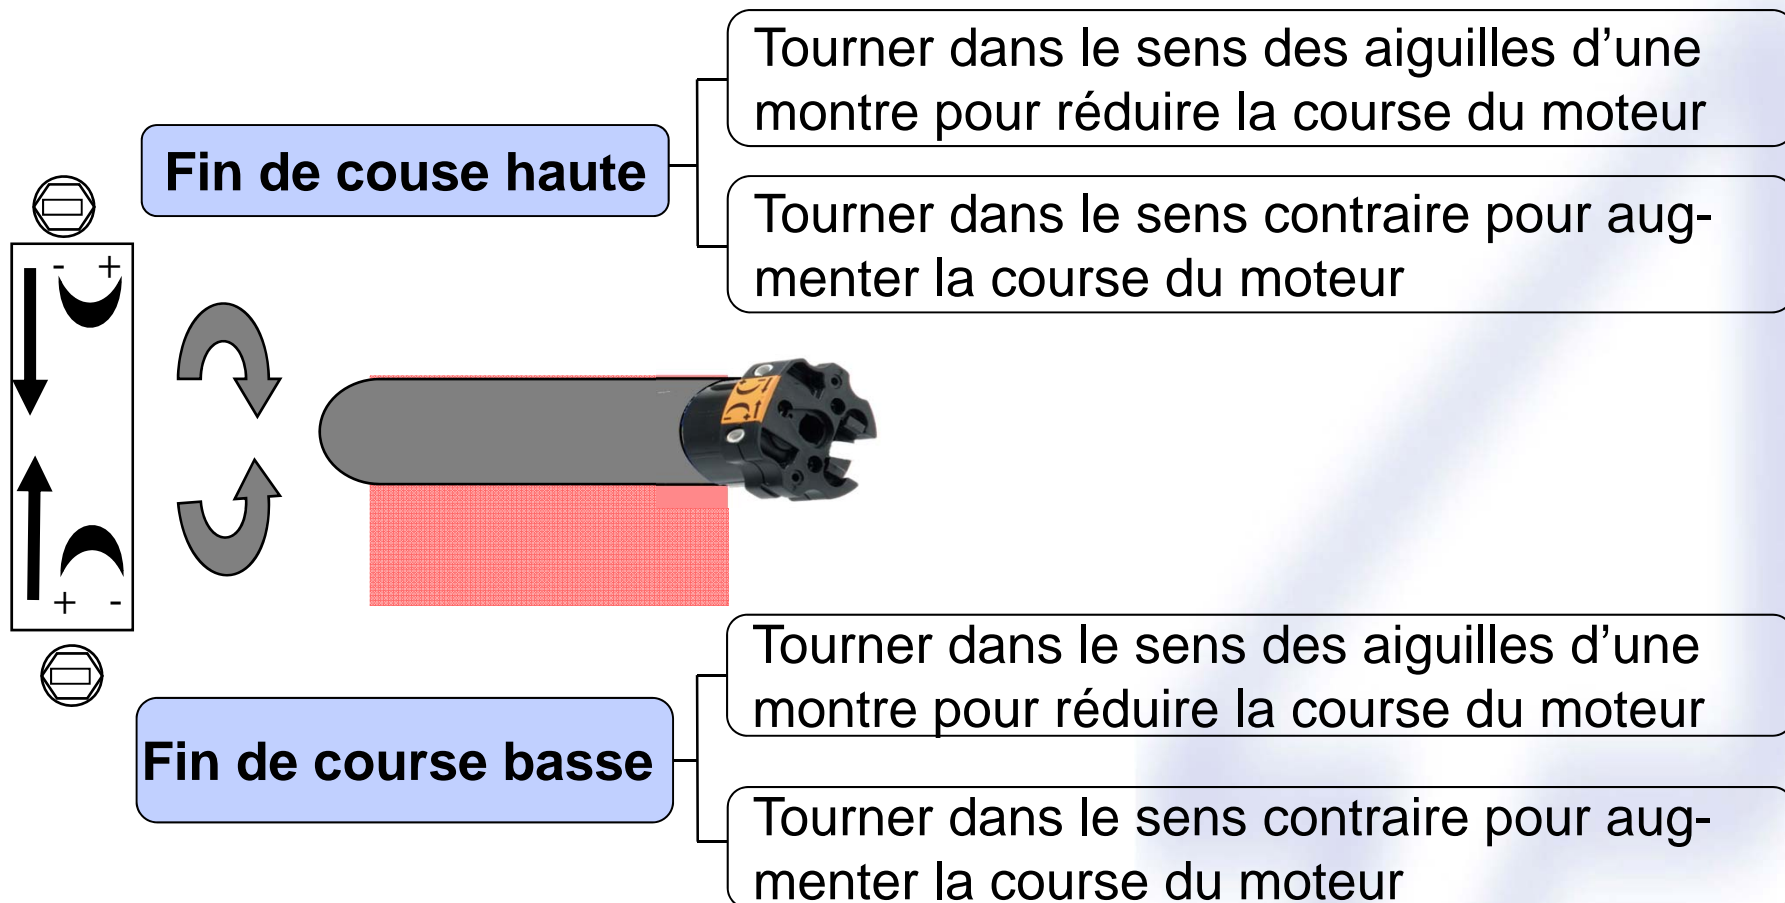 Tourner dans le sens des aiguilles d’une
montre pour réduire la course du moteur
Fin de couse haute
Tourner dans le sens contraire pour aug-
menter la course du moteur
- +
+ -
Tourner dans le sens des aiguilles d’une
montre pour réduire la course du moteur
Fin de course basse
Tourner dans le sens contraire pour aug-
menter la course du moteur